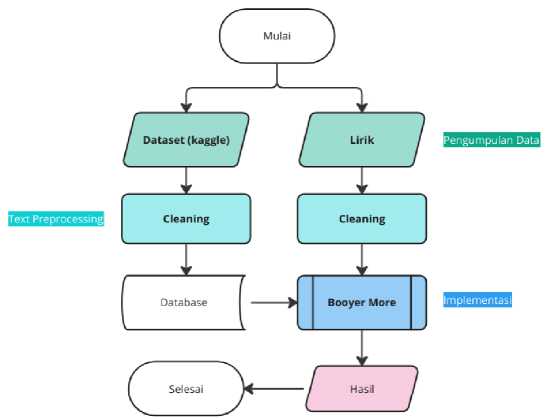 Mulai
Dataset (kaggle)
Lirik
Pengumpulan Data
Text Preprocessing
Cleaning
Cleaning
Database
Booyer More
Implementasi
Selesai
Hasil